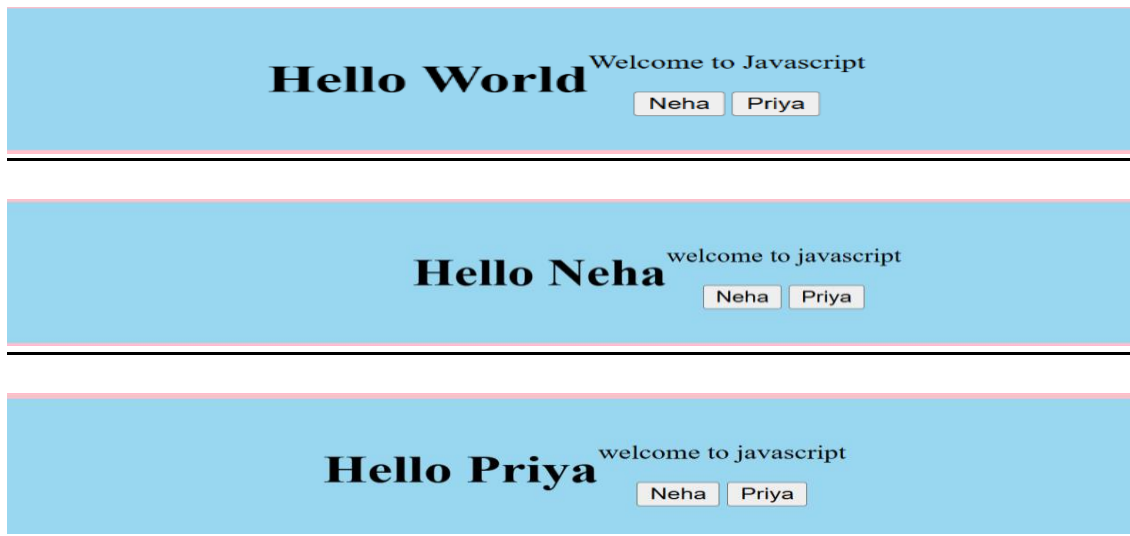 Hello World
Welcome to Javascript
Neha Priya
Hello Neha
welcome to javascript
Neha Priya
Hello Priya
welcome to javascript
Neha Priya